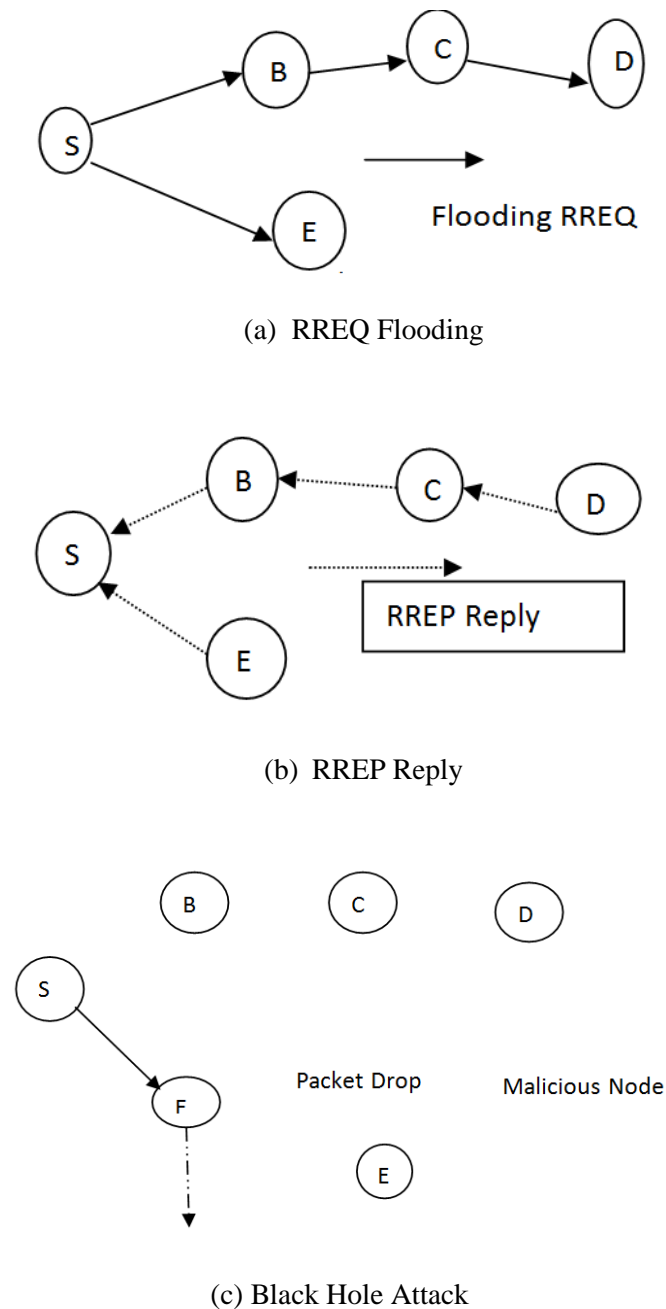 B
C
D
S
E
Flooding RREQ
(a) RREQ Flooding
B
C
D
S
E
RREP Reply
(b) RREP Reply
B
C
D
S
F
Packet Drop
Malicious Node
E
(c) Black Hole Attack